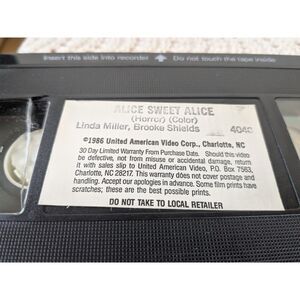 Insert this side into recorder Do not touch the tape inside
ALICE SWEET ALICE
(Horror) (Color)
Linda Miller, Brooke Shields 4043
©1986 United American Video Corp., Charlotte, NC
30 Day Limited Warranty From Purchase Date. Should this video
be defective, not from misuse or accidental damage, return
it with sales slip to United American Video, P.O. Box 7563,
Charlotte, NC 28217. This warranty does not cover postage and
handling. Accept our apologies in advance. Some film prints have
scratches; these are the best prints available to us.
DO NOT TAKE TO LOCAL RETAILER